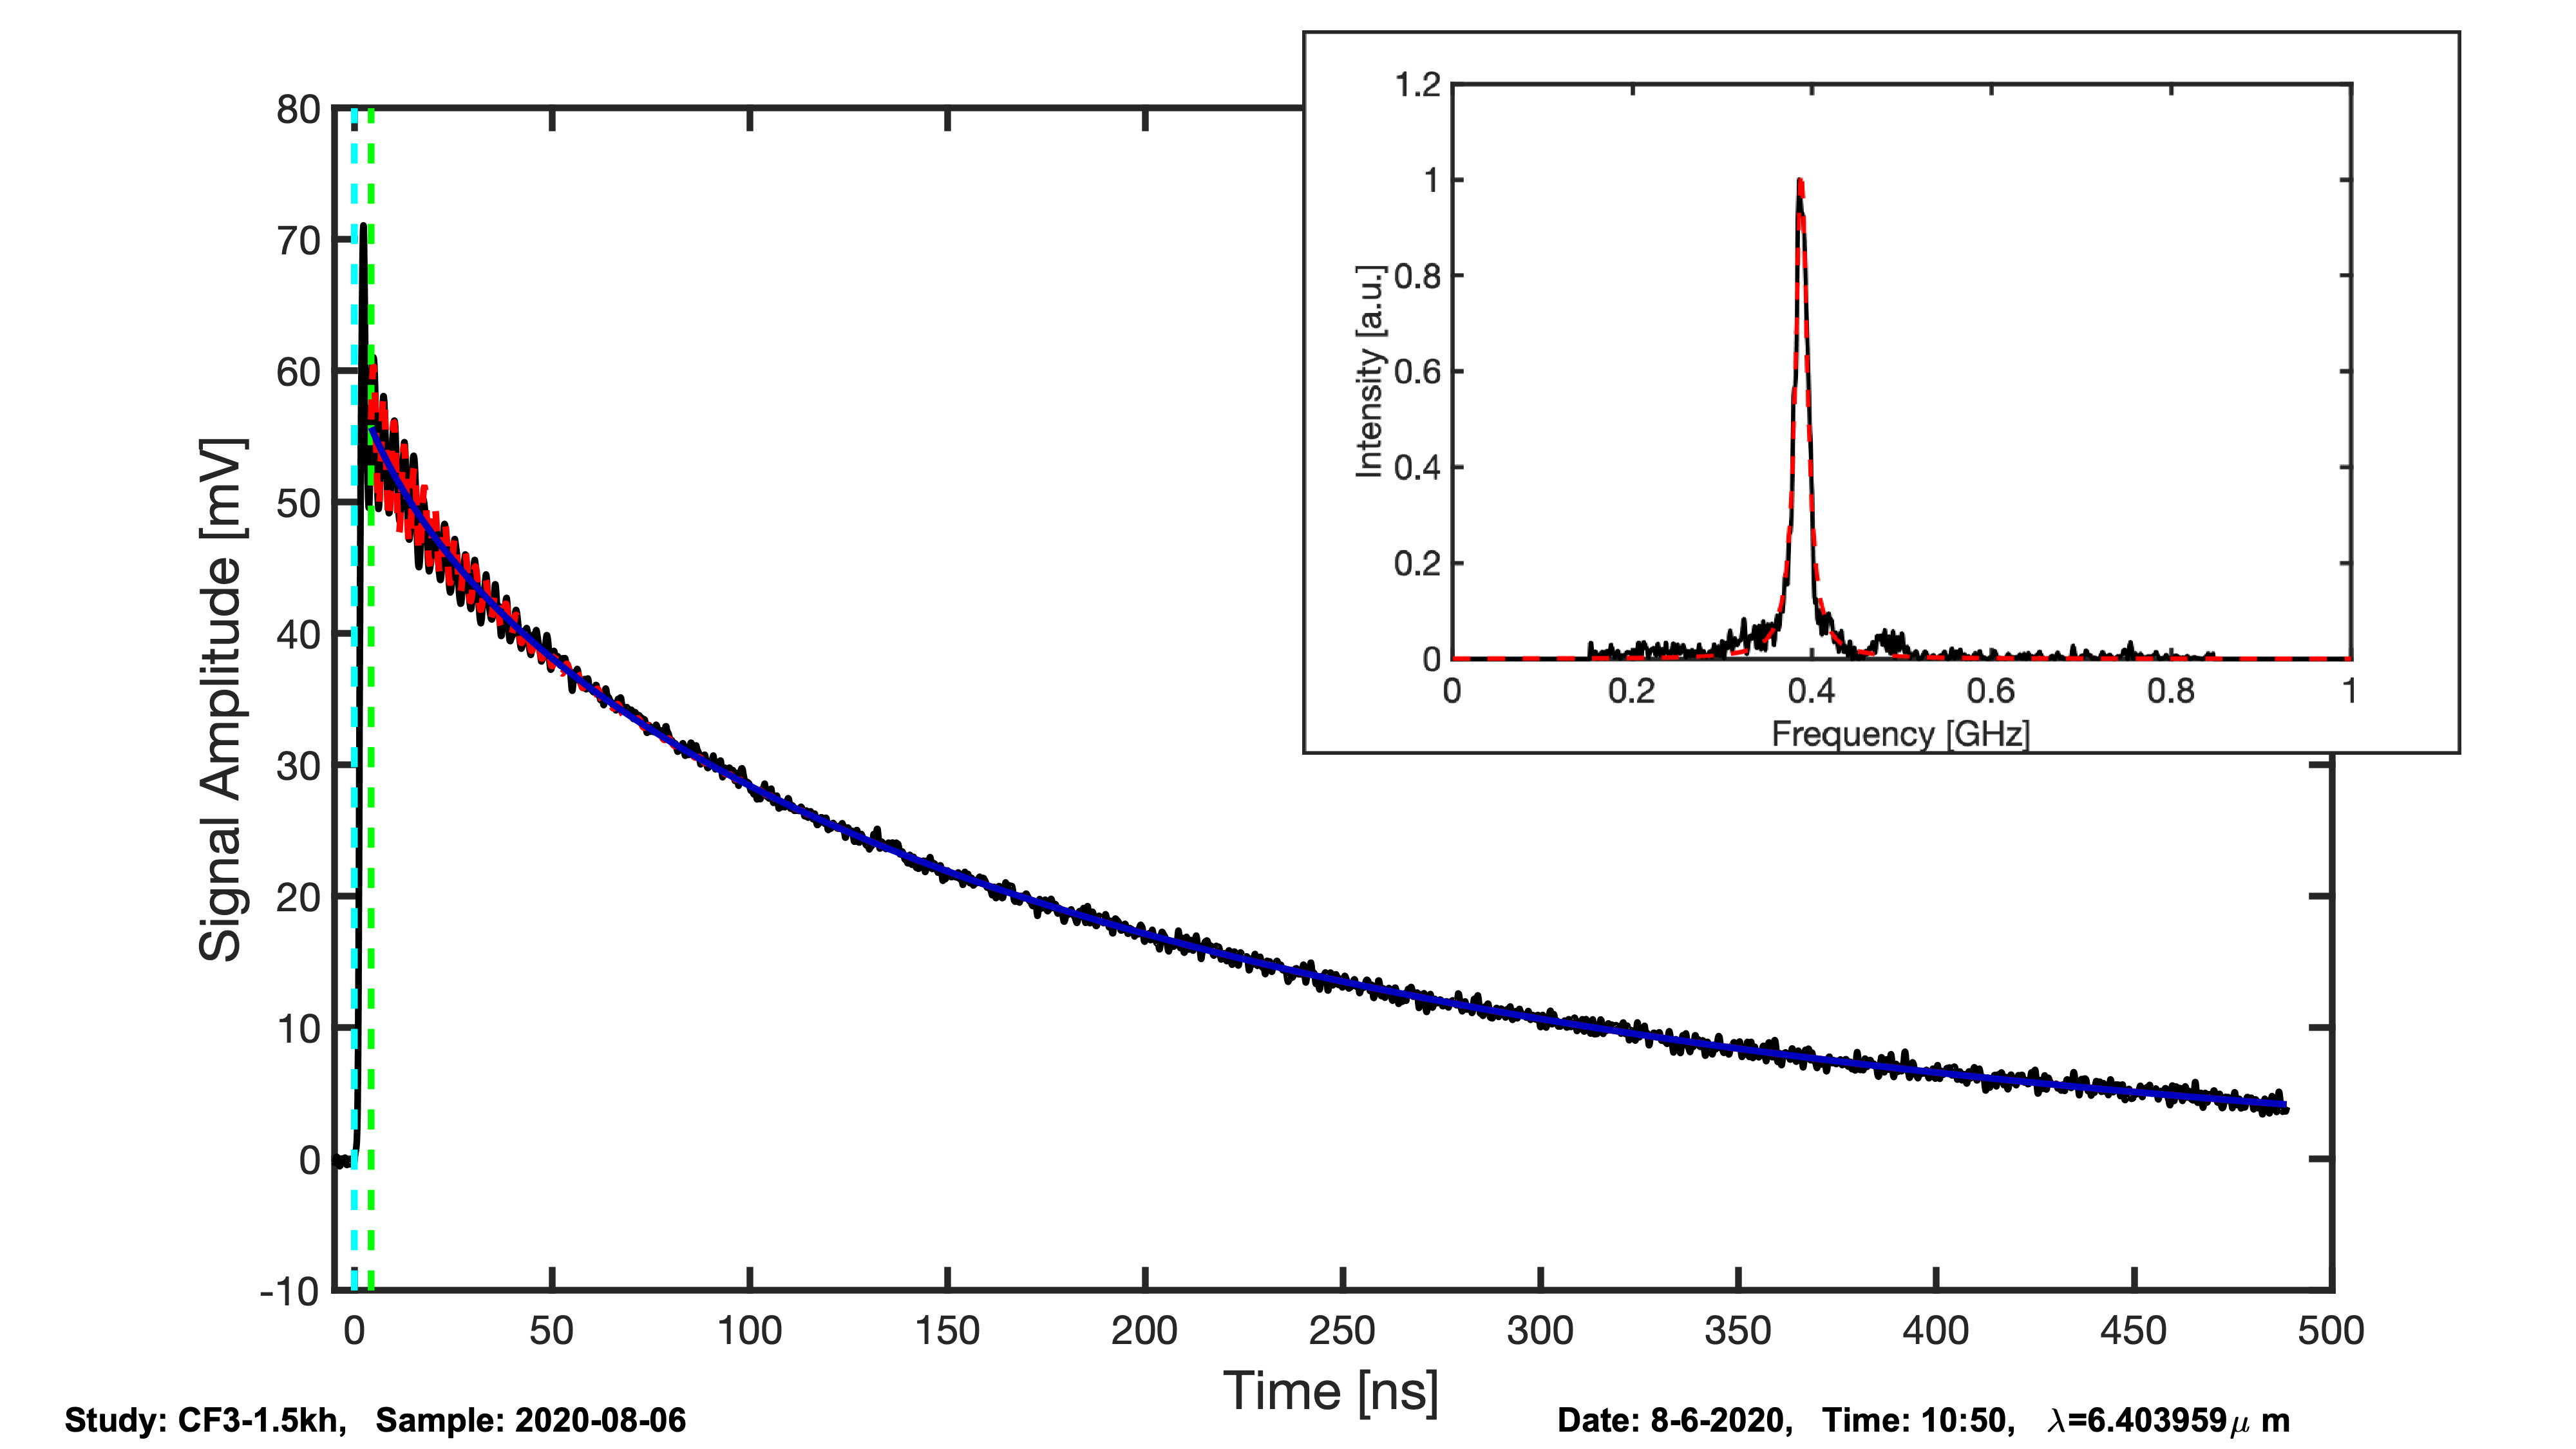 80
70
60
50
40
30
20
10
0
-10
Signal Amplitude [mV]
0 50 100 150 200 250 300 350 400 450 500
Time [ns]
1.2
1
0.8
0.6
0.4
0.2
0
Intensity [a.u.]
0 0.2 0.4 0.6 0.8 1
Frequency [GHz]
Study: CF3-1.5kh, Sample: 2020-08-06
Date: 8-6-2020, Time: 10:50, λ=6.403959μ m